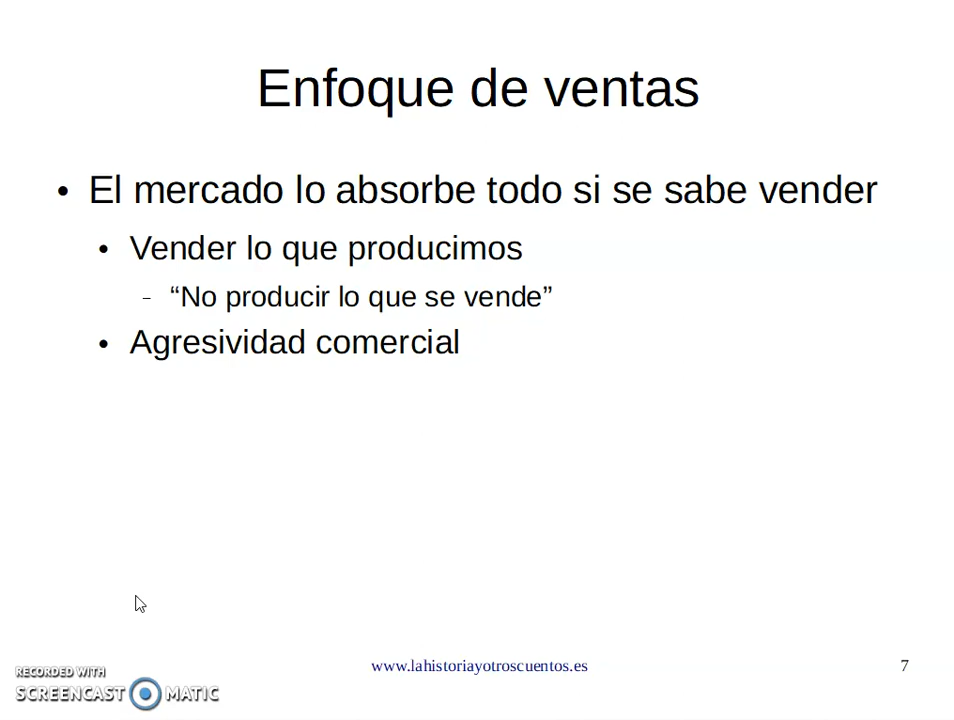 Enfoque de ventas
• El mercado lo absorbe todo si se sabe vender
• Vender lo que producimos
– “No producir lo que se vende”
• Agresividad comercial
www.lahistoriayotroscuentos.es
7
RECORDED WITH
SCREENCAST MATIC